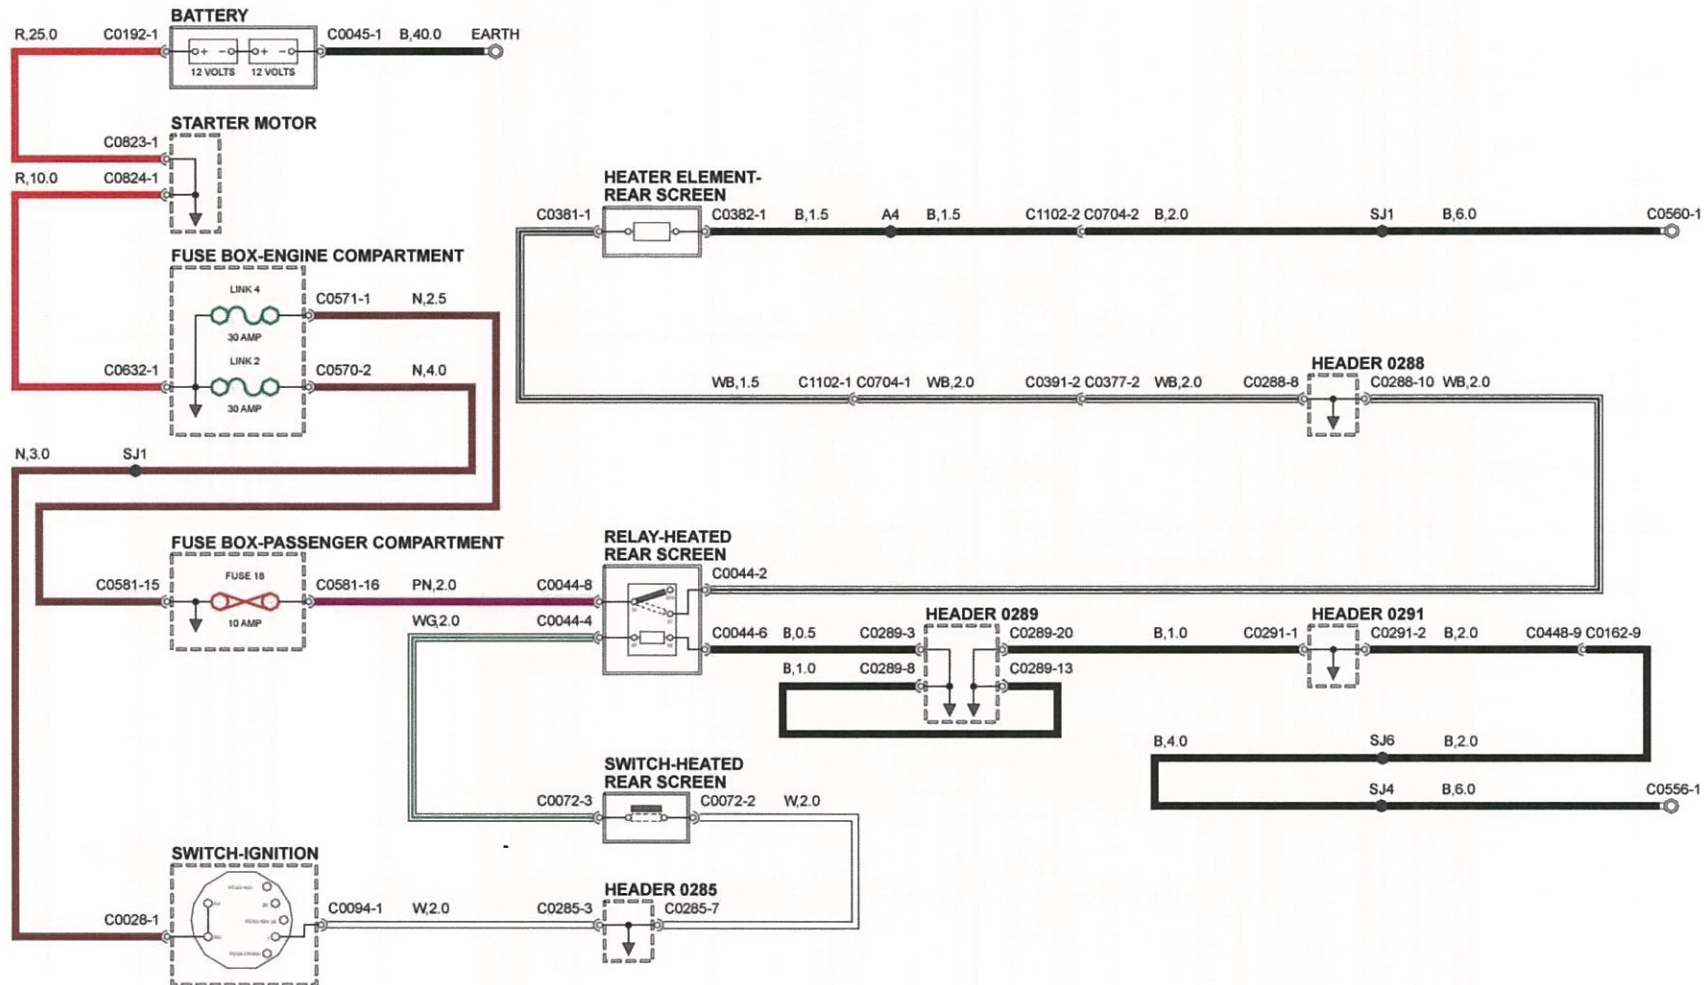 BATTERY
R,25.0 C0192-1 C0045-1 B,40.0 EARTH
12 VOLTS 12 VOLTS
STARTER MOTOR
C0823-1
R,10.0 C0824-1
HEATER ELEMENT-
REAR SCREEN
C0381-1 C0382-1 B,1.5 A4 B,1.5 C1102-2 C0704-2 B,2.0 SJ1 B,6.0 C0560-1
FUSE BOX-ENGINE COMPARTMENT
LINK 4
C0571-1 N,2.5
30 AMP
LINK 2
C0632-1 C0570-2 N,4.0
30 AMP
HEADER 0288
WB,1.5 C1102-1 C0704-1 WB,2.0 C0391-2 C0377-2 WB,2.0 C0288-8 C0288-10 WB,2.0
N,3.0 SJ1
FUSE BOX-PASSENGER COMPARTMENT
RELAY-HEATED
REAR SCREEN
FUSE 18
C0581-15 C0581-16 PN,2.0 C0044-8 C0044-2
10 AMP
WG,2.0 C0044-4
HEADER 0289 HEADER 0291
C0044-6 B,0.5 C0289-3 C0289-20 B,1.0 C0291-1 C0291-2 B,2.0 C0448-9 C0162-9
B,1.0 C0289-8 C0289-13
B,4.0 SJ6 B,2.0
SWITCH-HEATED
REAR SCREEN
SJ4 B,6.0 C0556-1
C0072-3 C0072-2 W,2.0
SWITCH-IGNITION
HEADER 0285
C0028-1 C0094-1 W,2.0 C0285-3 C0285-7